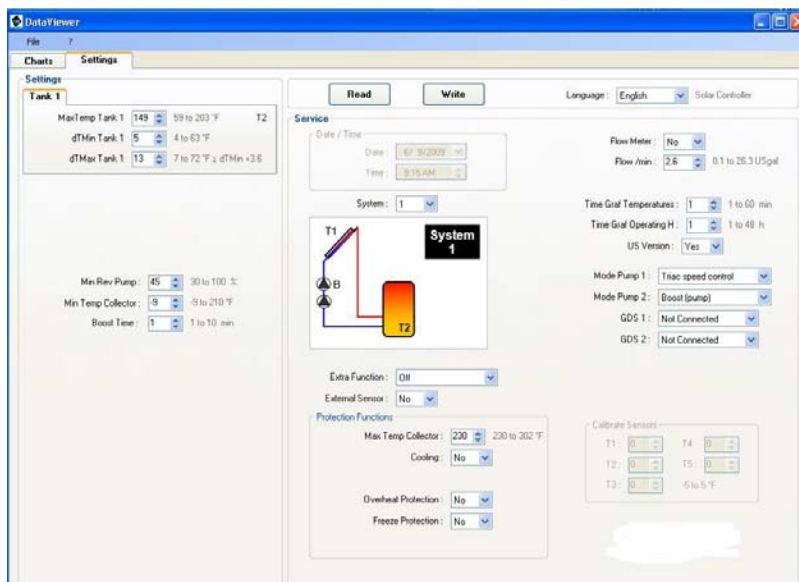 DataViewer
File ?
Charts Settings
Settings
Tank 1
MaxTemp Tank 1 149 59 to 203 °F T2
dTMin Tank 1 5 4 to 63 °F
dTMax Tank 1 13 7 to 72 °F ≥ dTMin +3.6
Min Rev Pump : 45 30 to 100 %
Min Temp Collector : -9 -9 to 210 °F
Boost Time : 1 1 to 10 min
Read Write Language : English Solar Controller
Service
Date / Time
Date : 6/ 9/2009
Time : 9:15 AM
System : 1
T1
System 1
B
T2
Extra Function : Off
External Sensor : No
Protection Functions
Max Temp Collector : 230 230 to 302 °F
Cooling : No
Overheat Protection : No
Freeze Protection : No
Flow Meter : No
Flow /min : 2.6 0.1 to 26.3 USgal
Time Graf Temperatures : 1 1 to 60 min
Time Graf Operating H : 1 1 to 48 h
US Version : Yes
Mode Pump 1 : Triac speed control
Mode Pump 2 : Boost (pump)
GDS 1 : Not Connected
GDS 2 : Not Connected
Calibrate Sensors
T1 : 0 T4 : 0
T2 : 0 T5 : 0
T3 : 0 -5 to 5 °F